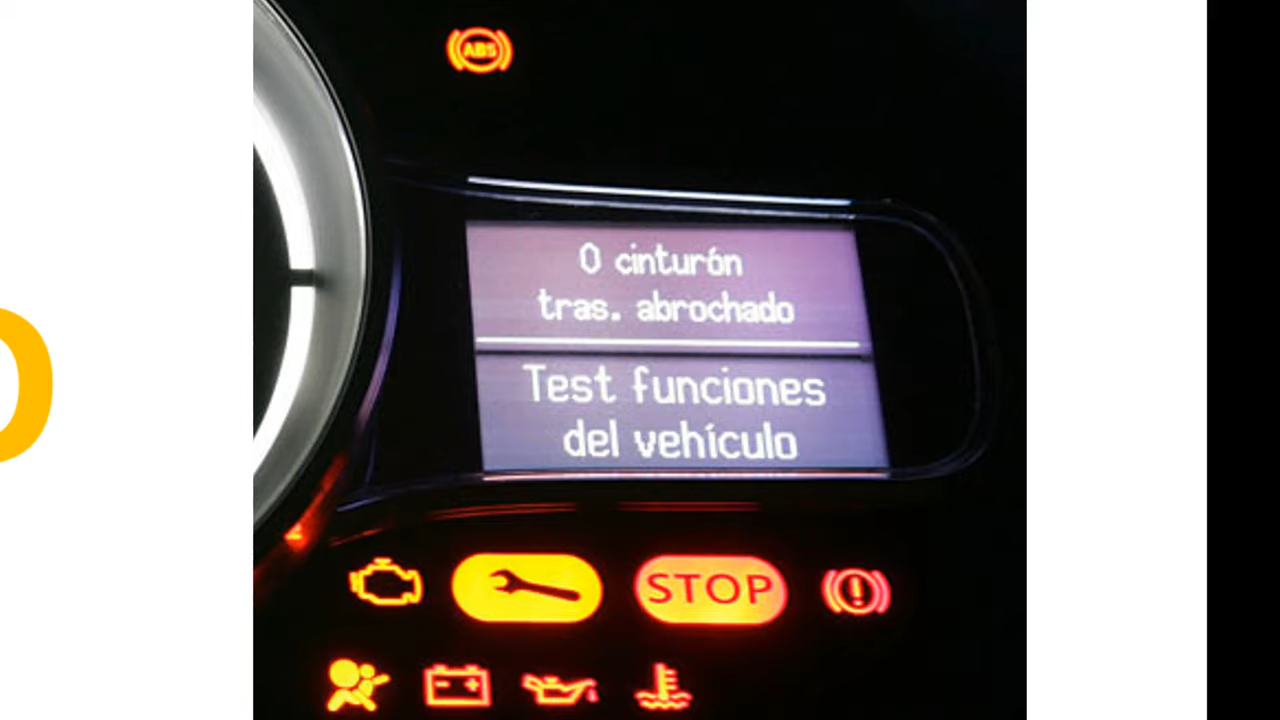 ABS
0 cinturón
tras. abrochado
Test funciones
del vehículo
STOP